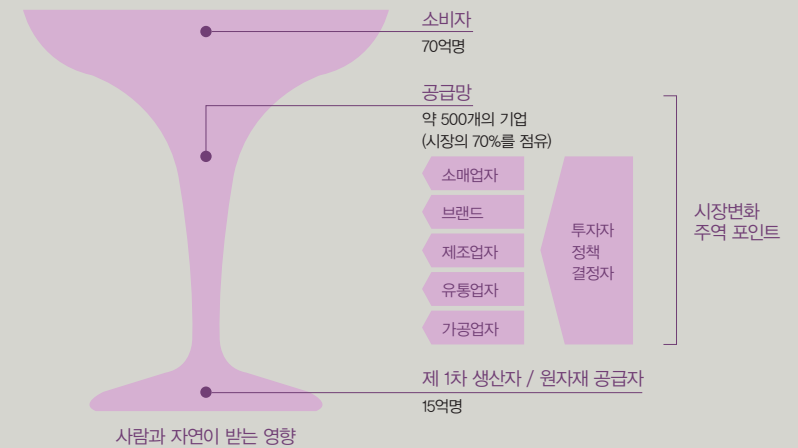 소비자
70억명
공급망
약 500개의 기업
(시장의 70%를 점유)
소매업자
브랜드
제조업자
유통업자
가공업자
투자자
정책
결정자
시장변화
주역 포인트
제 1차 생산자 / 원자재 공급자
15억명
사람과 자연이 받는 영향